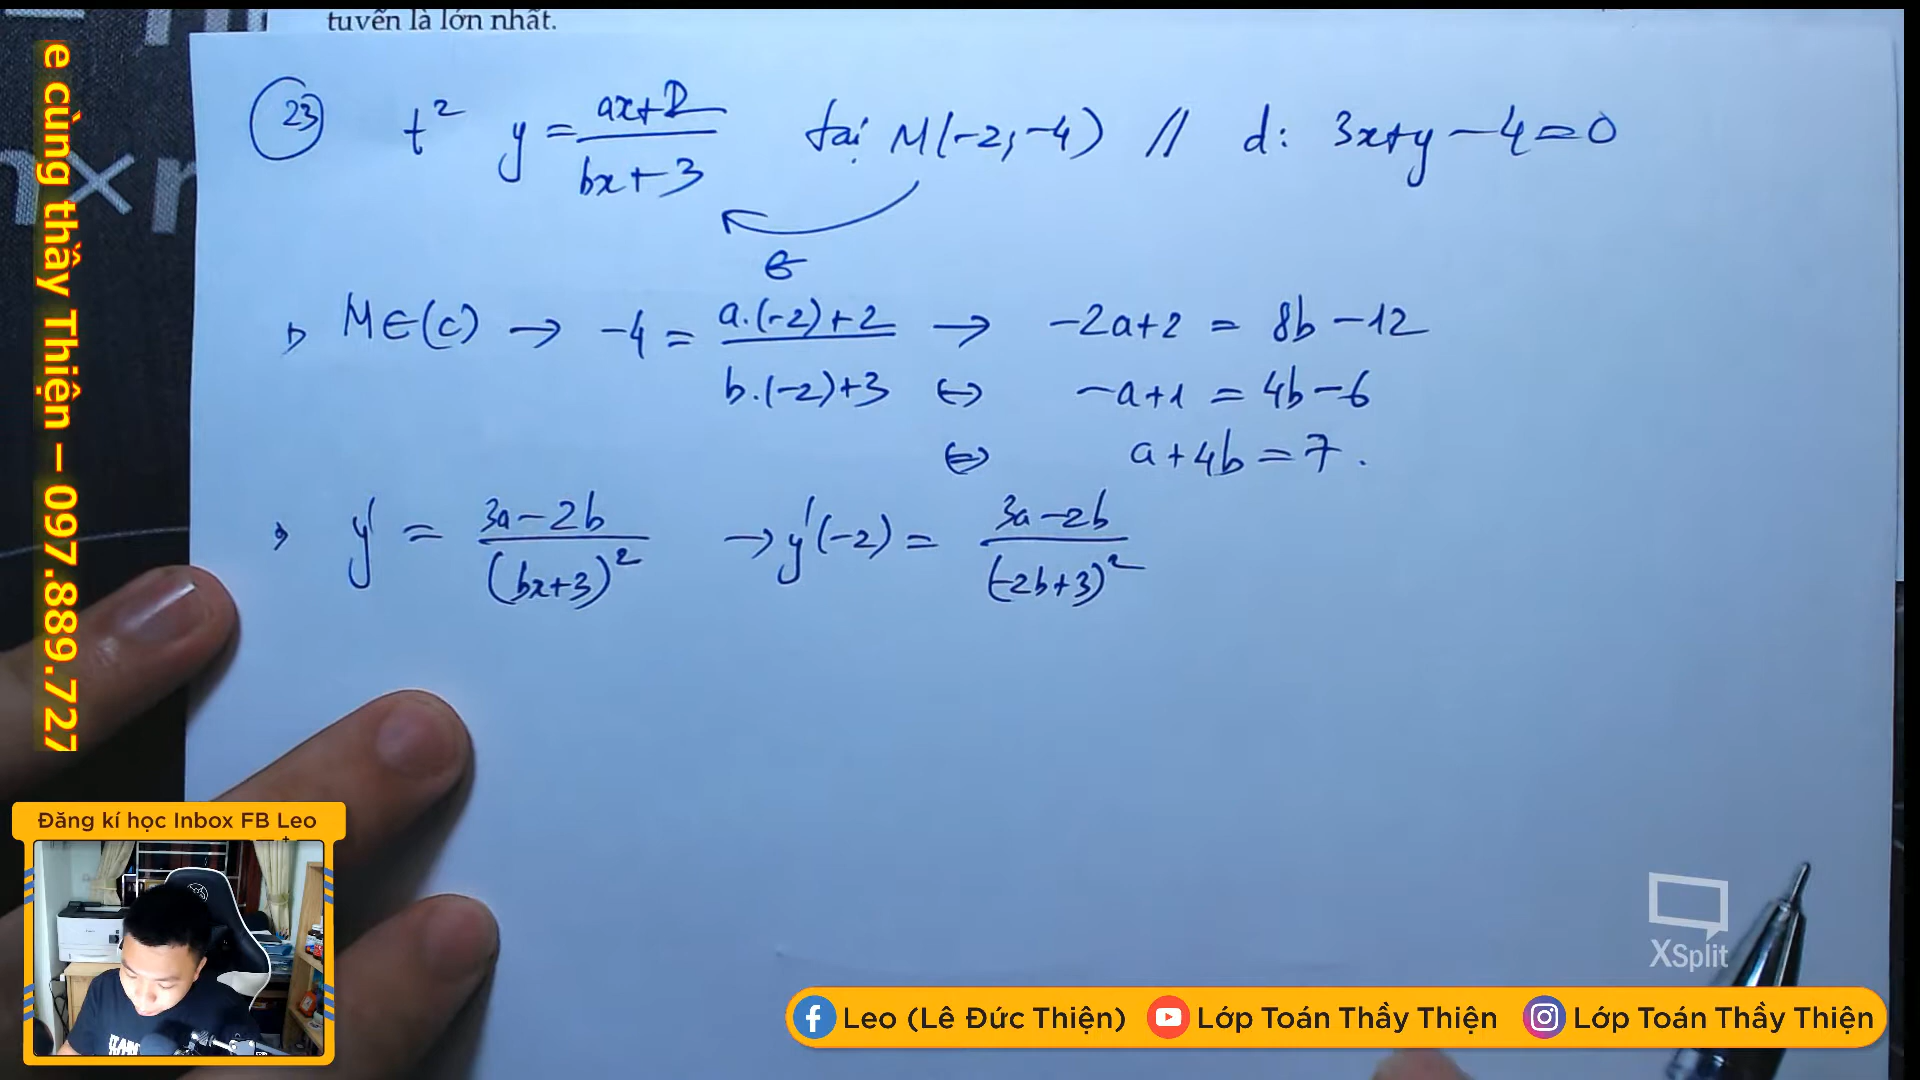 tuyến là lớn nhất.
e cùng thầy Thiện – 097.889.727
23 t² y = (ax+2)/(bx+3) tại M(-2;-4) // d: 3x+y-4=0
∈
M∈(C) → -4 = (a.(-2)+2)/(b.(-2)+3) → -2a+2 = 8b-12
⇔ -a+1 = 4b-6
⇔ a+4b=7.
y' = (3a-2b)/(bx+3)² → y'(-2) = (3a-2b)/(-2b+3)²
Đăng kí học Inbox FB Leo
XSplit
Leo (Lê Đức Thiện) Lớp Toán Thầy Thiện Lớp Toán Thầy Thiện